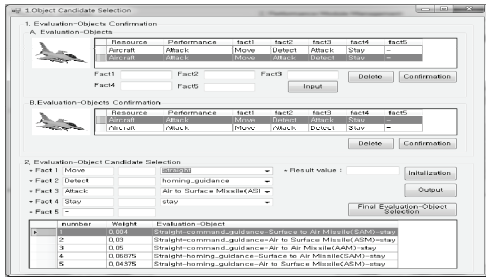 1.Object Candidate Selection
1. Evaluation-Objects Confirmation
A. Evaluation-Objects
Resource Performance fact1 fact2 fact3 fact4 fact5
Aircraft Attack Move Detect Attack Stay -
Aircraft Attack Move Attack Detect Stay -
Fact1 Fact2 Fact3 Delete Confirmation
Fact4 Fact5 Input
B.Evaluation-Objects Confirmation
Resource Performance fact1 fact2 fact3 fact4 fact5
Aircraft Attack Move Detect Attack Stay -
Aircraft Attack Move Attack Detect Stay -
Delete Confirmation
2. Evaluation-Object Candidate Selection
Fact 1 Move Straight Result value : Initalization
Fact 2 Detect homing_guidance
Fact 3 Attack Air to Surface Missile(ASI Output
Fact 4 Stay stay
Fact 5 - Final Evaluation-Object Selection
number Weight Evaluation-Object
1 0,004 Straight-command_guidance-Surface to Air Missile(SAM)-stay
2 0,03 Straight-command_guidance-Air to Surface Missile(ASM)-stay
3 0,05 Straight-command_guidance-Air to Air Missile(AAM)-stay
4 0,06875 Straight-homing_guidance-Surface to Air Missile(SAM)-stay
5 0,04375 Straight-homing_guidance-Air to Surface Missile(ASM)-stay